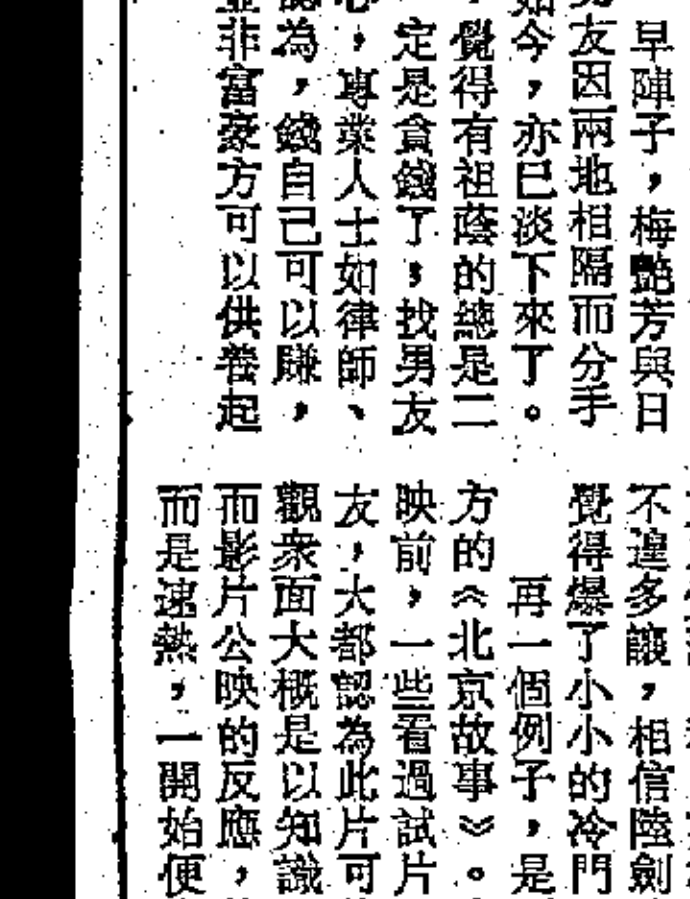 早陣子，梅艷芳與日
男友因兩地相隔而分手
如今，亦已淡下來了。
，覺得有祖蔭的總是二
定是貪錢了，找男友
心，專業人士如律師、
認為，錢自己可以賺，
並非富豪方可以供養起
不遑多讓，相信陸劍
覺得爆了小小的冷門
再一個例子，是
方的《北京故事》。
映前，一些看過試片
友，大都認為此片可
觀眾面大概是以知識
而影片公映的反應，
而是速熱，一開始便